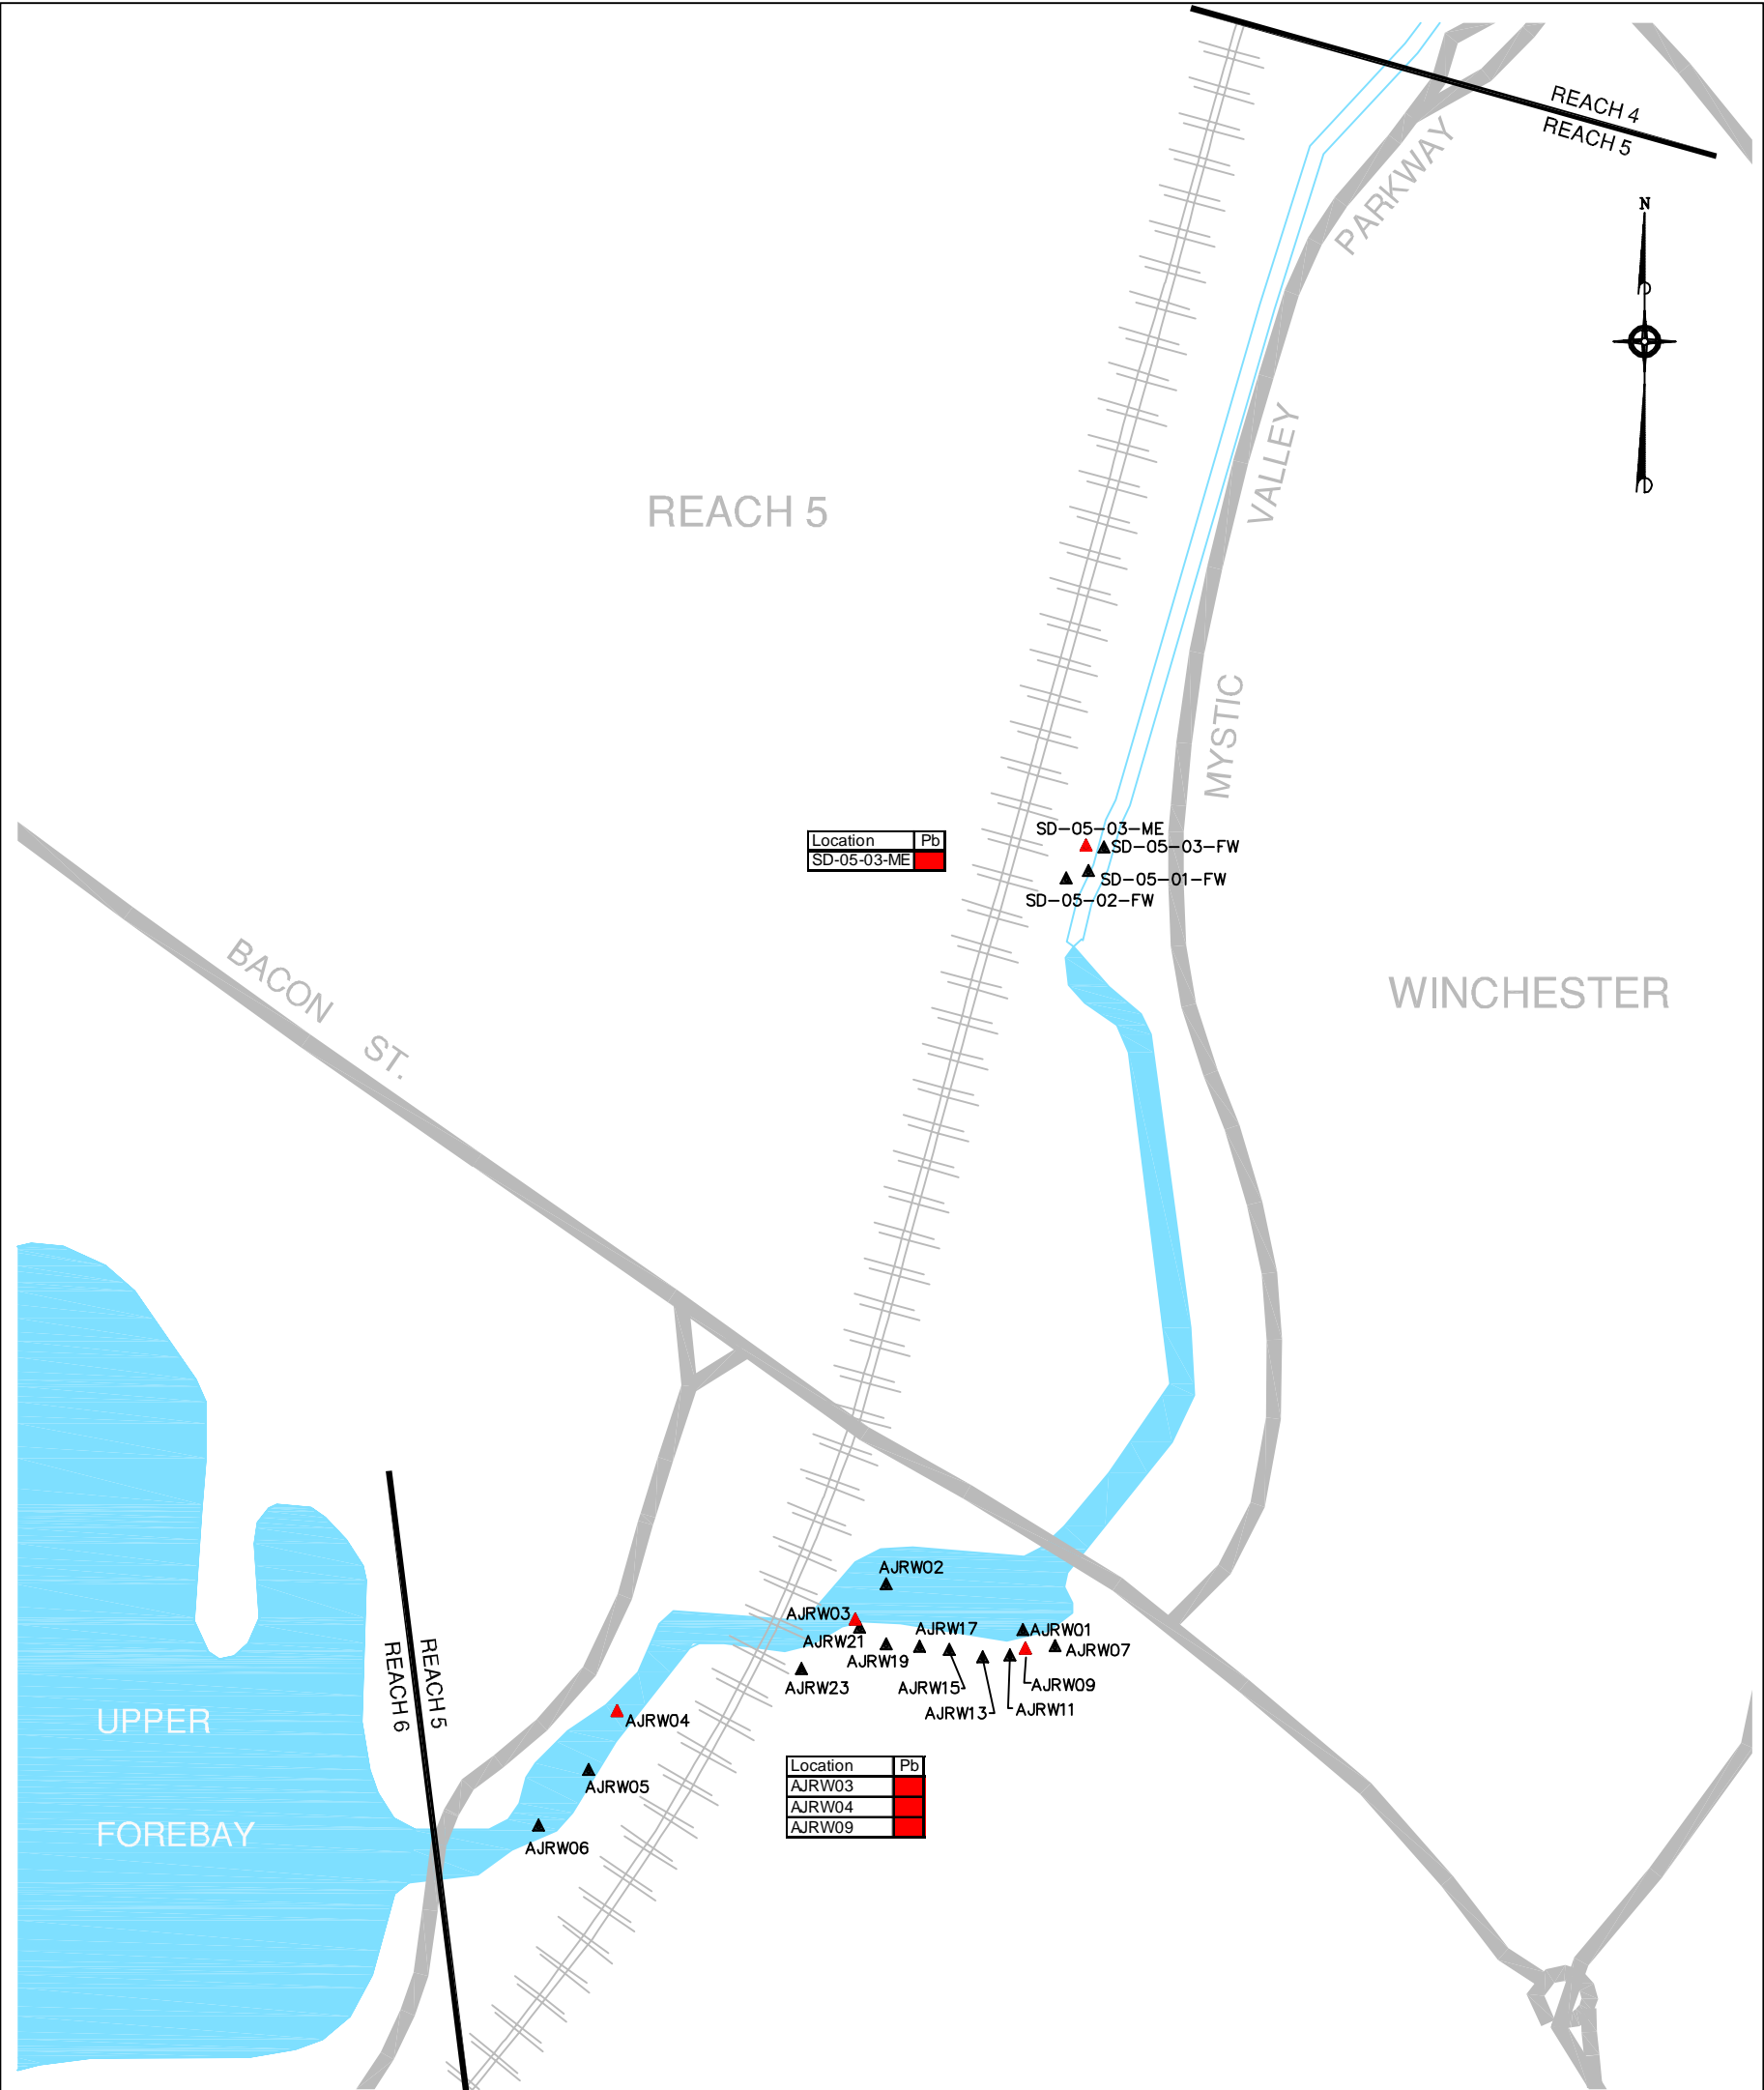 REACH 4
REACH 5
PARKWAY
N
VALLEY
REACH 5
MYSTIC
Location Pb
SD-05-03-ME
SD-05-03-ME
SD-05-03-FW
SD-05-01-FW
SD-05-02-FW
BACON ST.
WINCHESTER
AJRW02
AJRW03
AJRW17
AJRW01
AJRW21
AJRW07
AJRW19
AJRW23
AJRW15
AJRW09
AJRW13
AJRW11
REACH 5
REACH 6
UPPER
AJRW04
Location Pb
AJRW03
AJRW04
AJRW09
AJRW05
FOREBAY
AJRW06